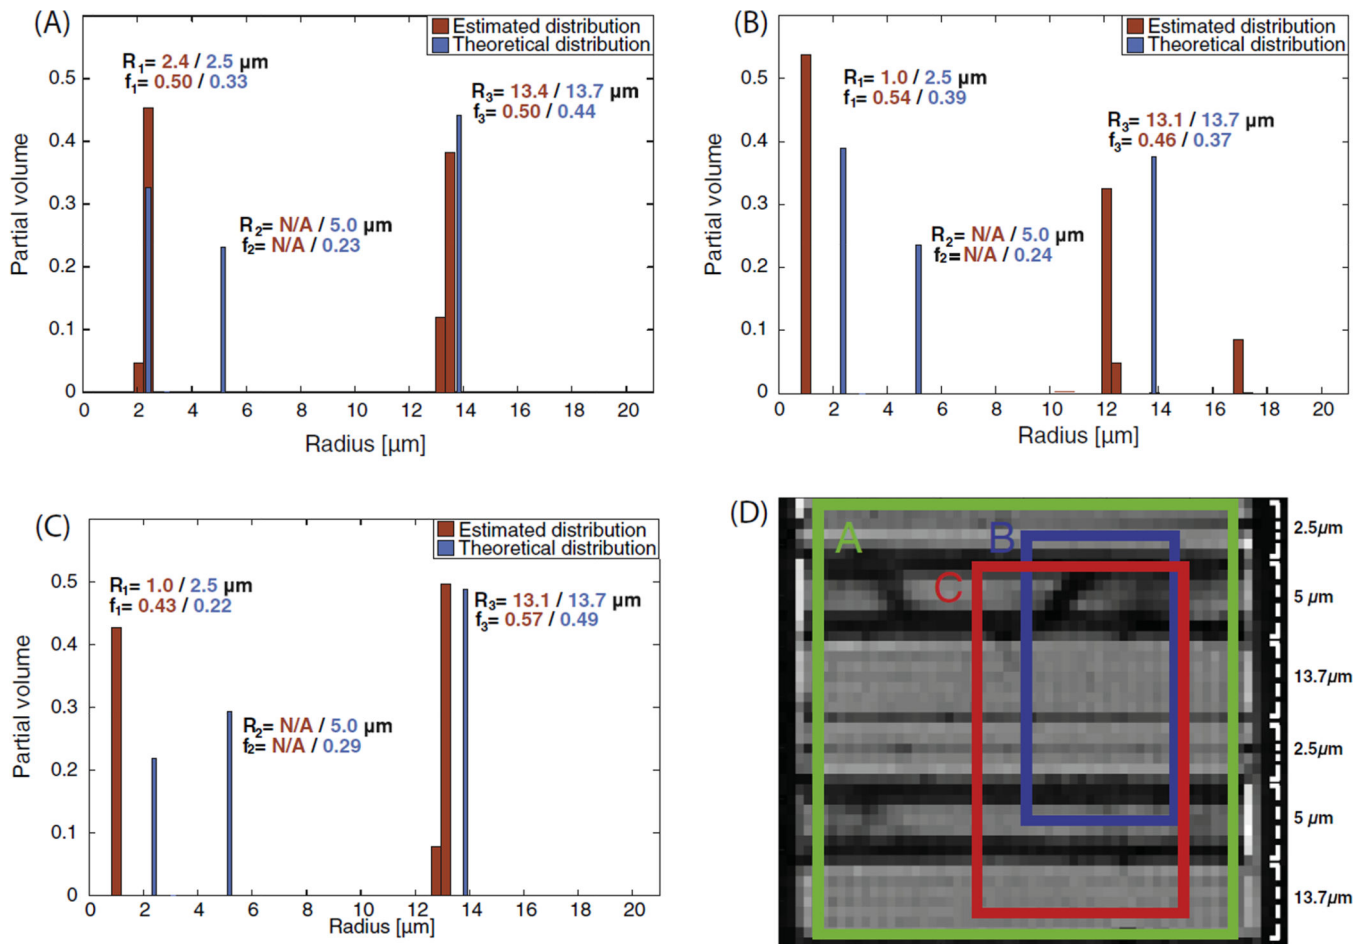 (A)
Estimated distribution
Theoretical distribution
R1= 2.4 / 2.5 µm
f1= 0.50 / 0.33
R3= 13.4 / 13.7 µm
f3= 0.50 / 0.44
R2= N/A / 5.0 µm
f2= N/A / 0.23
Partial volume
0.5
0.4
0.3
0.2
0.1
0
0 2 4 6 8 10 12 14 16 18 20
Radius [µm]
(B)
Estimated distribution
Theoretical distribution
R1= 1.0 / 2.5 µm
f1= 0.54 / 0.39
R3= 13.1 / 13.7 µm
f3= 0.46 / 0.37
R2= N/A / 5.0 µm
f2= N/A / 0.24
Partial volume
0.5
0.4
0.3
0.2
0.1
0
0 2 4 6 8 10 12 14 16 18 20
Radius [µm]
(C)
Estimated distribution
Theoretical distribution
R1= 1.0 / 2.5 µm
f1= 0.43 / 0.22
R3= 13.1 / 13.7 µm
f3= 0.57 / 0.49
R2= N/A / 5.0 µm
f2= N/A / 0.29
Partial volume
0.5
0.4
0.3
0.2
0.1
0
0 2 4 6 8 10 12 14 16 18 20
Radius [µm]
(D)
A
B
C
2.5µm
5 µm
13.7µm
2.5µm
5 µm
13.7µm